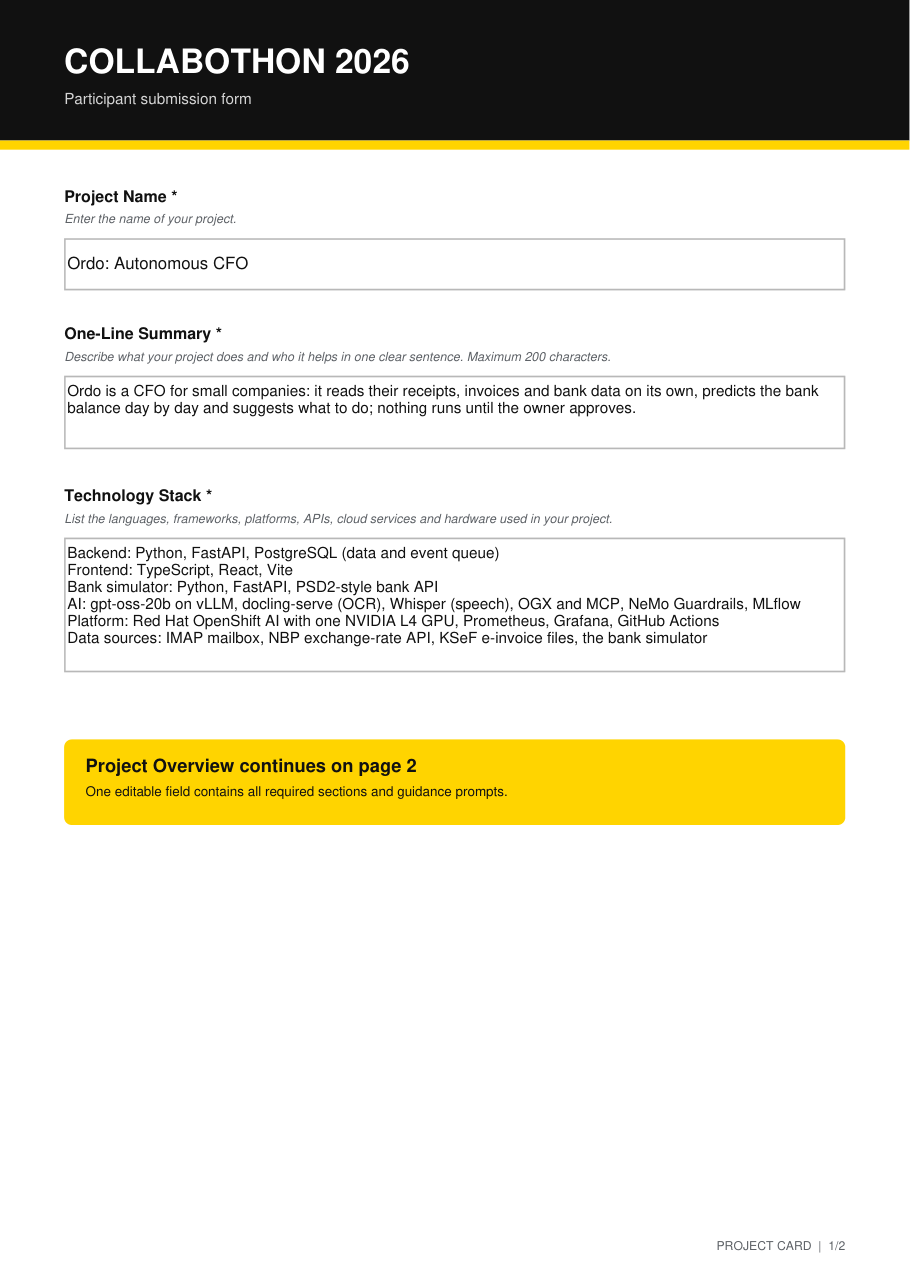 COLLABOTHON 2026
Participant submission form
Project Name *
Enter the name of your project.
Ordo: Autonomous CFO
One-Line Summary *
Describe what your project does and who it helps in one clear sentence. Maximum 200 characters.
Ordo is a CFO for small companies: it reads their receipts, invoices and bank data on its own, predicts the bank
balance day by day and suggests what to do; nothing runs until the owner approves.
Technology Stack *
List the languages, frameworks, platforms, APIs, cloud services and hardware used in your project.
Backend: Python, FastAPI, PostgreSQL (data and event queue)
Frontend: TypeScript, React, Vite
Bank simulator: Python, FastAPI, PSD2-style bank API
AI: gpt-oss-20b on vLLM, docling-serve (OCR), Whisper (speech), OGX and MCP, NeMo Guardrails, MLflow
Platform: Red Hat OpenShift AI with one NVIDIA L4 GPU, Prometheus, Grafana, GitHub Actions
Data sources: IMAP mailbox, NBP exchange-rate API, KSeF e-invoice files, the bank simulator
Project Overview continues on page 2
One editable field contains all required sections and guidance prompts.
PROJECT CARD | 1/2